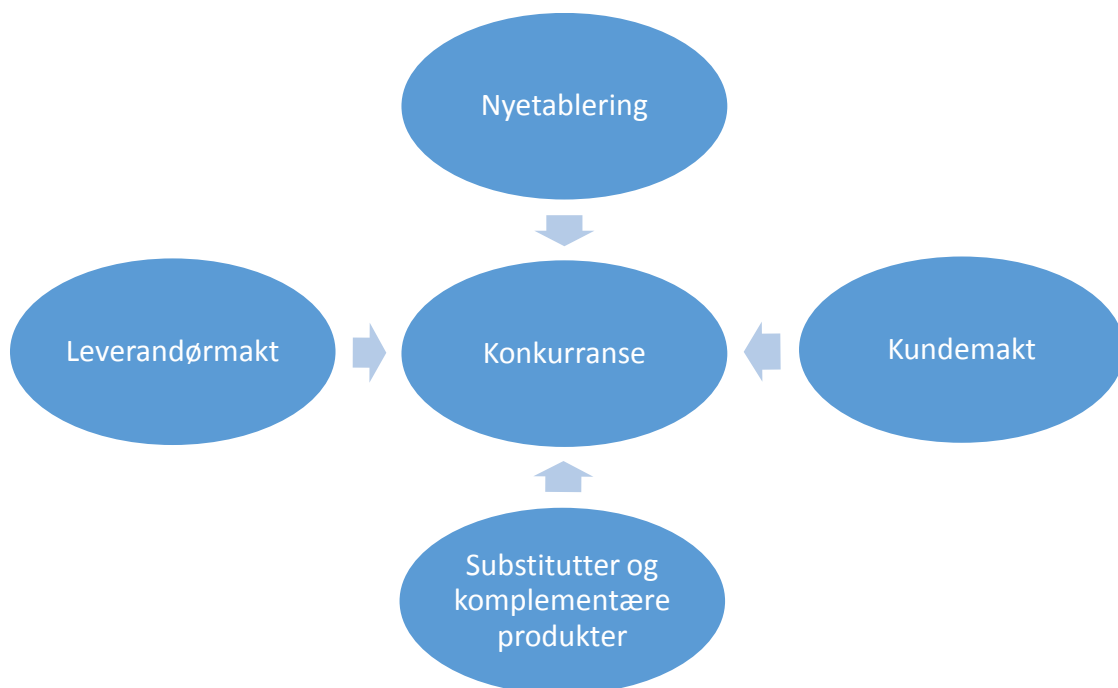 Nyetablering
Leverandørmakt
Konkurranse
Kundemakt
Substitutter og
komplementære
produkter